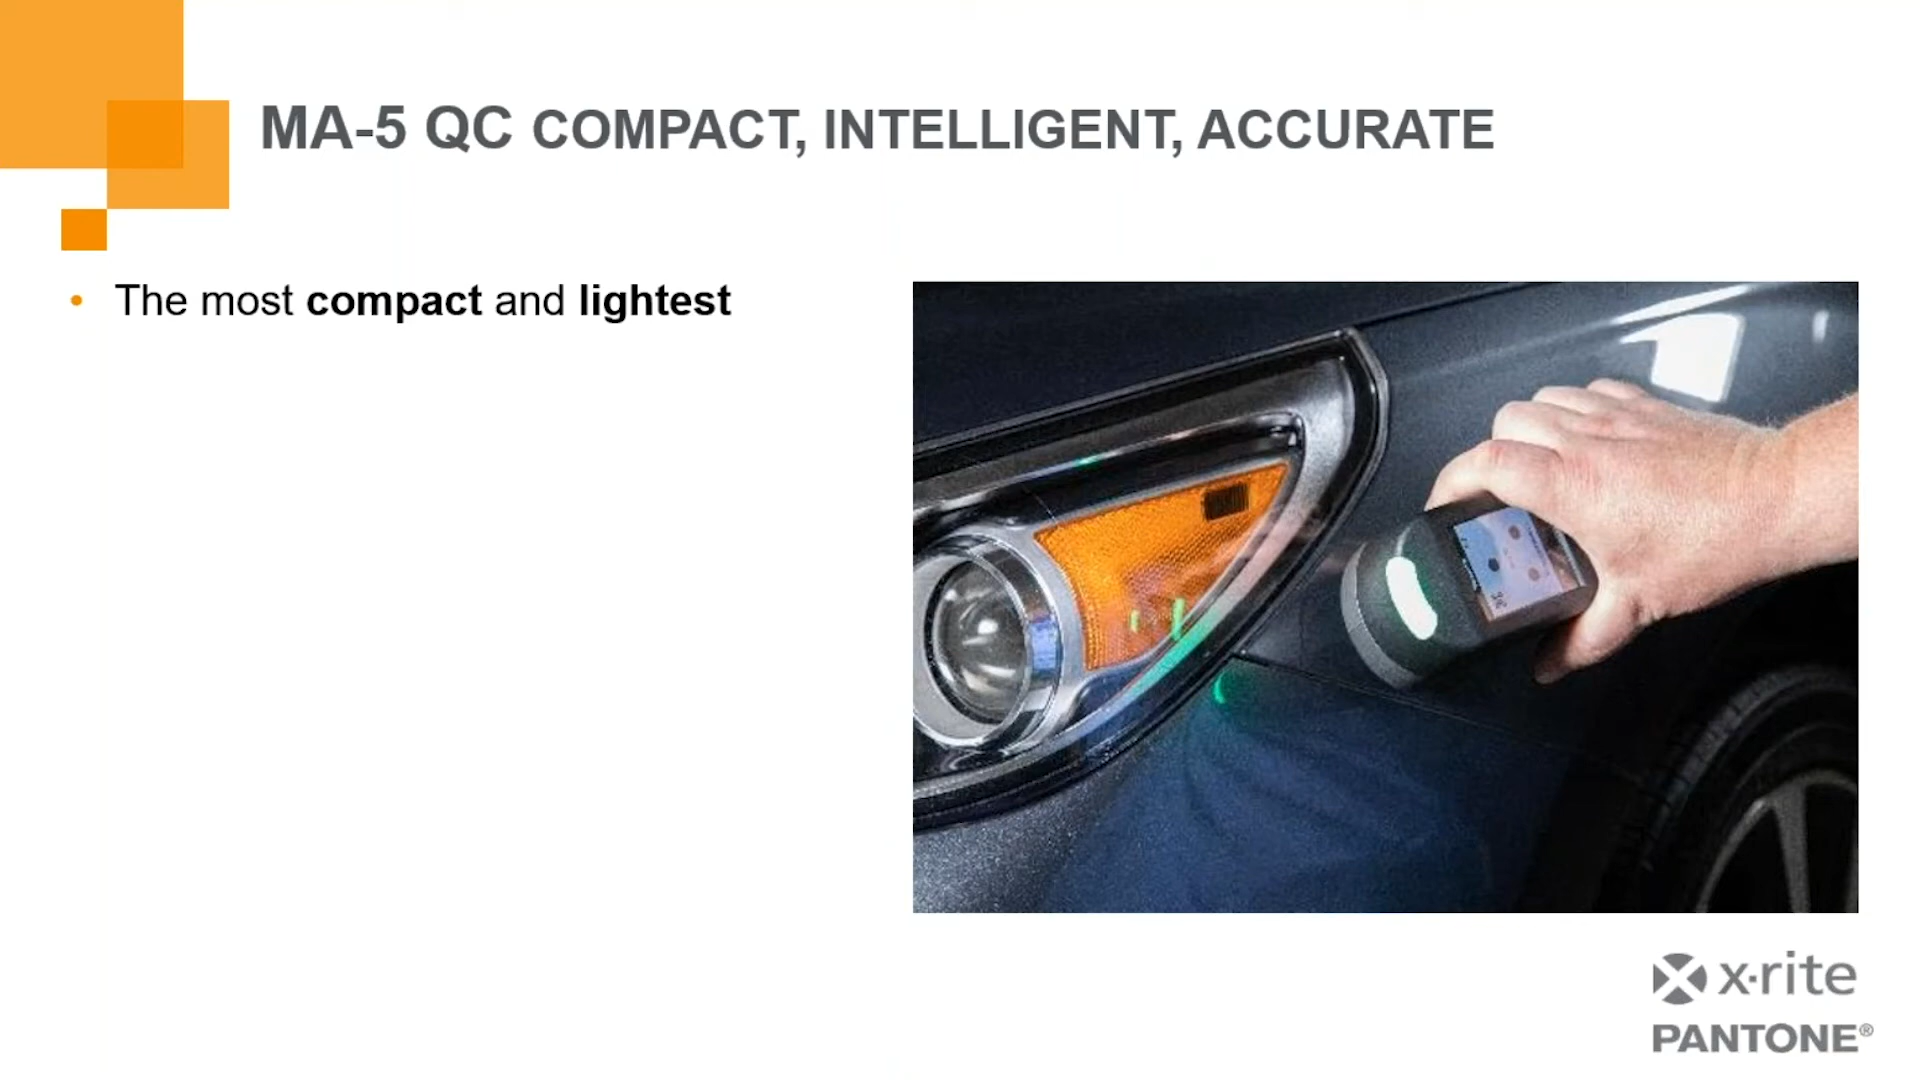 MA-5 QC COMPACT, INTELLIGENT, ACCURATE
• The most compact and lightest
x·rite
PANTONE®